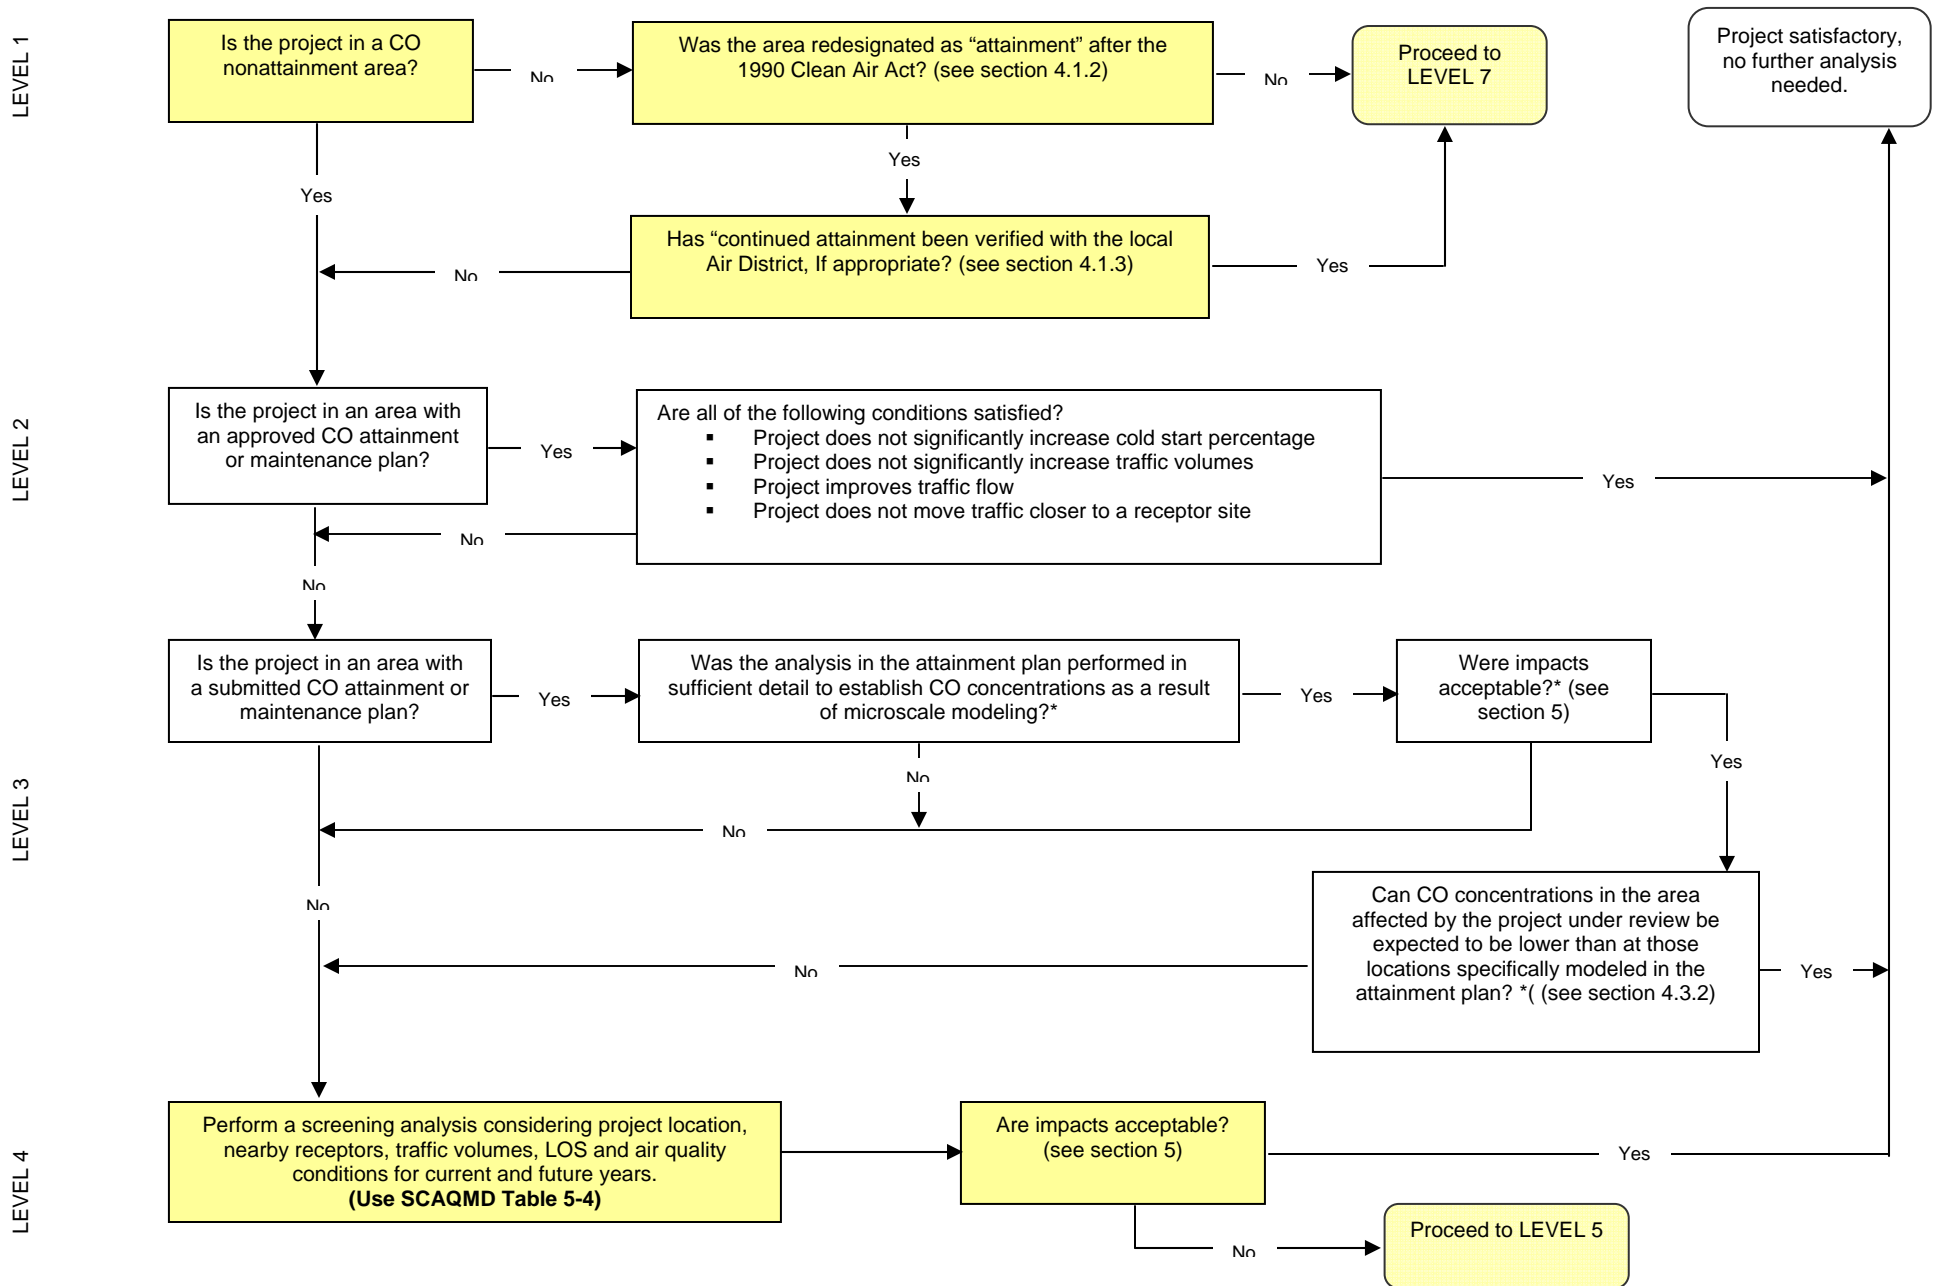 LEVEL 1
Is the project in a CO
nonattainment area?
No
Was the area redesignated as “attainment” after the
1990 Clean Air Act? (see section 4.1.2)
No
Proceed to
LEVEL 7
Project satisfactory,
no further analysis
needed.
Yes
Yes
Has “continued attainment been verified with the local
Air District, If appropriate? (see section 4.1.3)
No
Yes
LEVEL 2
Is the project in an area with
an approved CO attainment
or maintenance plan?
Yes
Are all of the following conditions satisfied?
▪ Project does not significantly increase cold start percentage
▪ Project does not significantly increase traffic volumes
▪ Project improves traffic flow
▪ Project does not move traffic closer to a receptor site
Yes
No
No
LEVEL 3
Is the project in an area with
a submitted CO attainment or
maintenance plan?
Yes
Was the analysis in the attainment plan performed in
sufficient detail to establish CO concentrations as a result
of microscale modeling?*
Yes
Were impacts
acceptable?* (see
section 5)
Yes
No
No
No
Can CO concentrations in the area
affected by the project under review be
expected to be lower than at those
locations specifically modeled in the
attainment plan? *( (see section 4.3.2)
No
Yes
LEVEL 4
Perform a screening analysis considering project location,
nearby receptors, traffic volumes, LOS and air quality
conditions for current and future years.
(Use SCAQMD Table 5-4)
Are impacts acceptable?
(see section 5)
Yes
No
Proceed to LEVEL 5